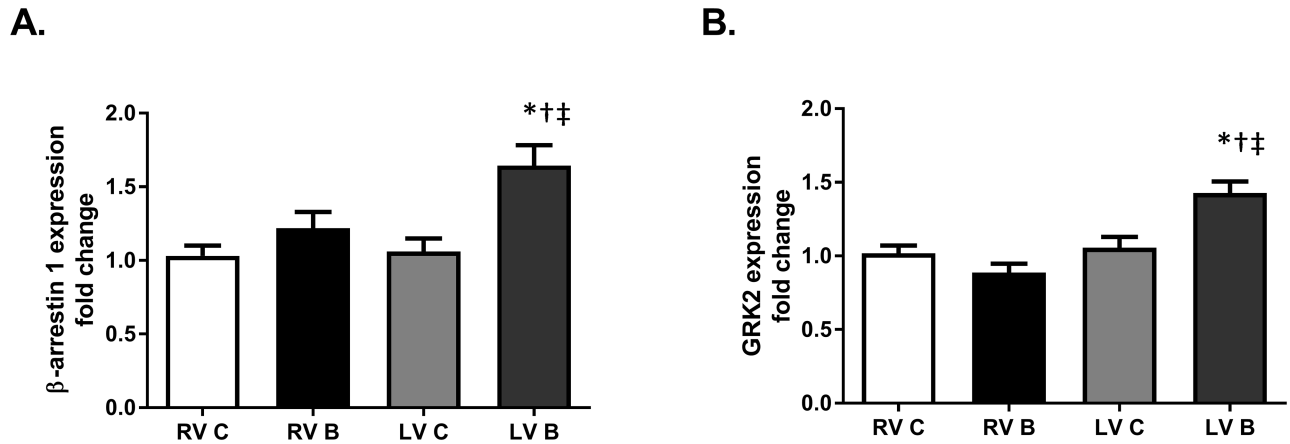 A.
β-arrestin 1 expression
fold change
2.0
1.5
1.0
0.5
0.0
*†‡
RV C RV B LV C LV B
B.
GRK2 expression
fold change
2.0
1.5
1.0
0.5
0.0
*†‡
RV C RV B LV C LV B